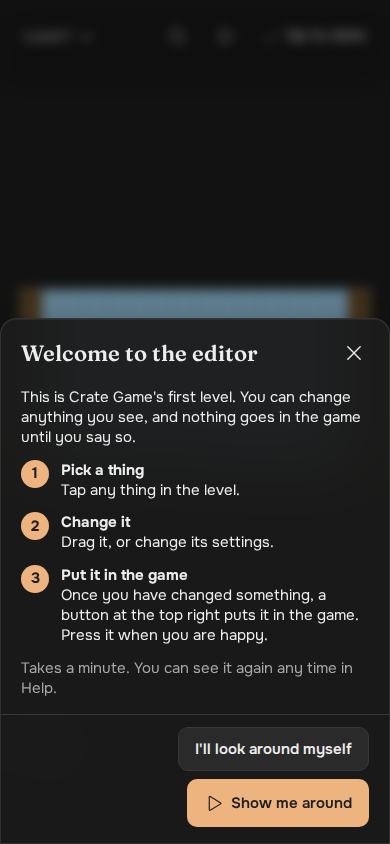 Welcome to the editor
This is Crate Game's first level. You can change
anything you see, and nothing goes in the game
until you say so.
1
Pick a thing
Tap any thing in the level.
2
Change it
Drag it, or change its settings.
3
Put it in the game
Once you have changed something, a
button at the top right puts it in the game.
Press it when you are happy.
Takes a minute. You can see it again any time in
Help.
I'll look around myself
Show me around